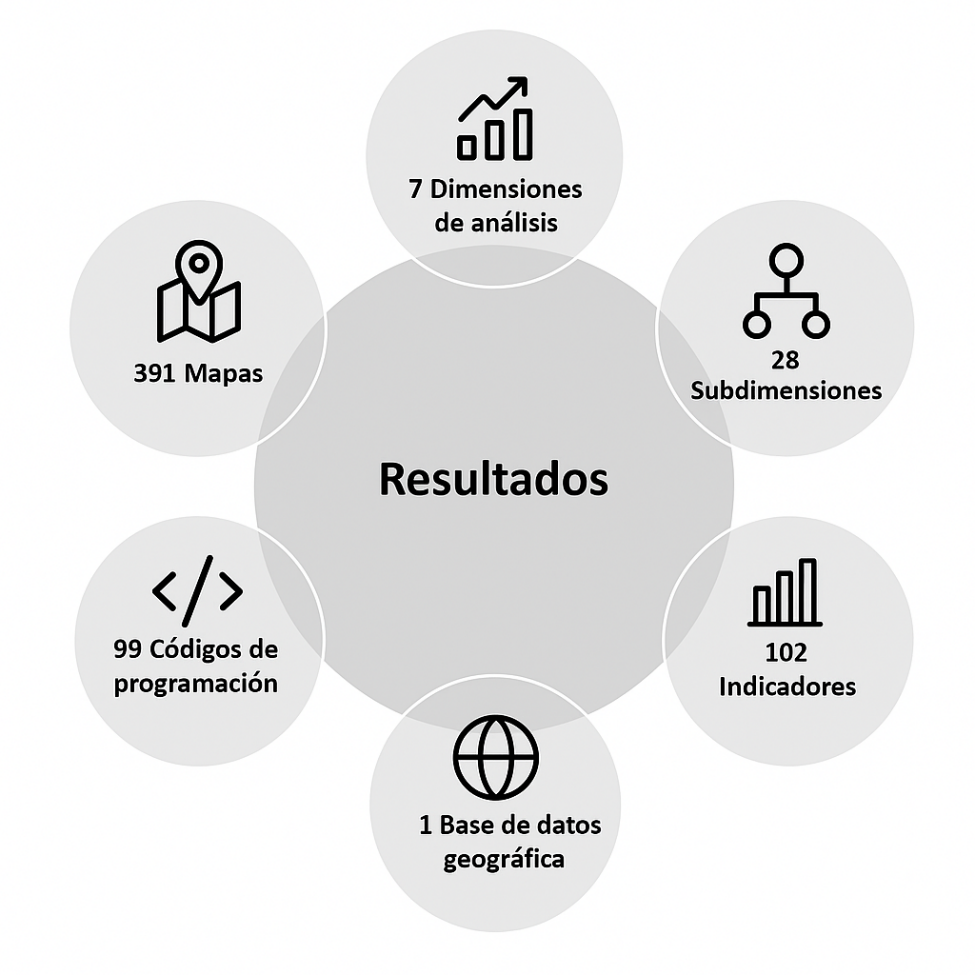 7 Dimensiones
de análisis
28
Subdimensiones
102
Indicadores
1 Base de datos
geográfica
99 Códigos de
programación
391 Mapas
Resultados